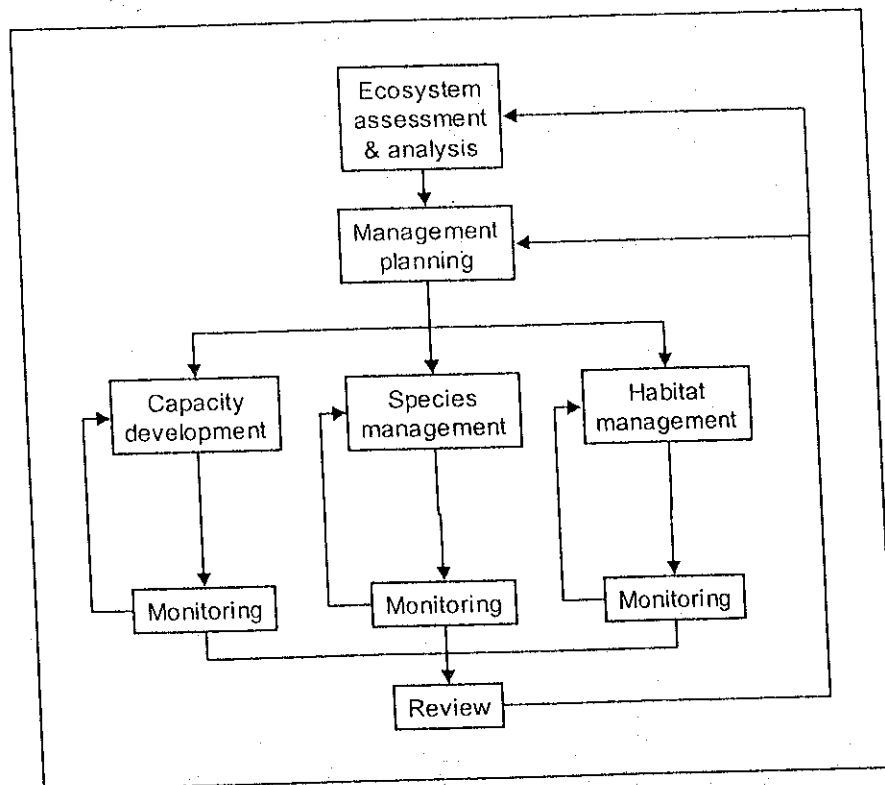 Ecosystem
assessment
& analysis
Management
planning
Capacity
development
Species
management
Habitat
management
Monitoring
Monitoring
Monitoring
Review